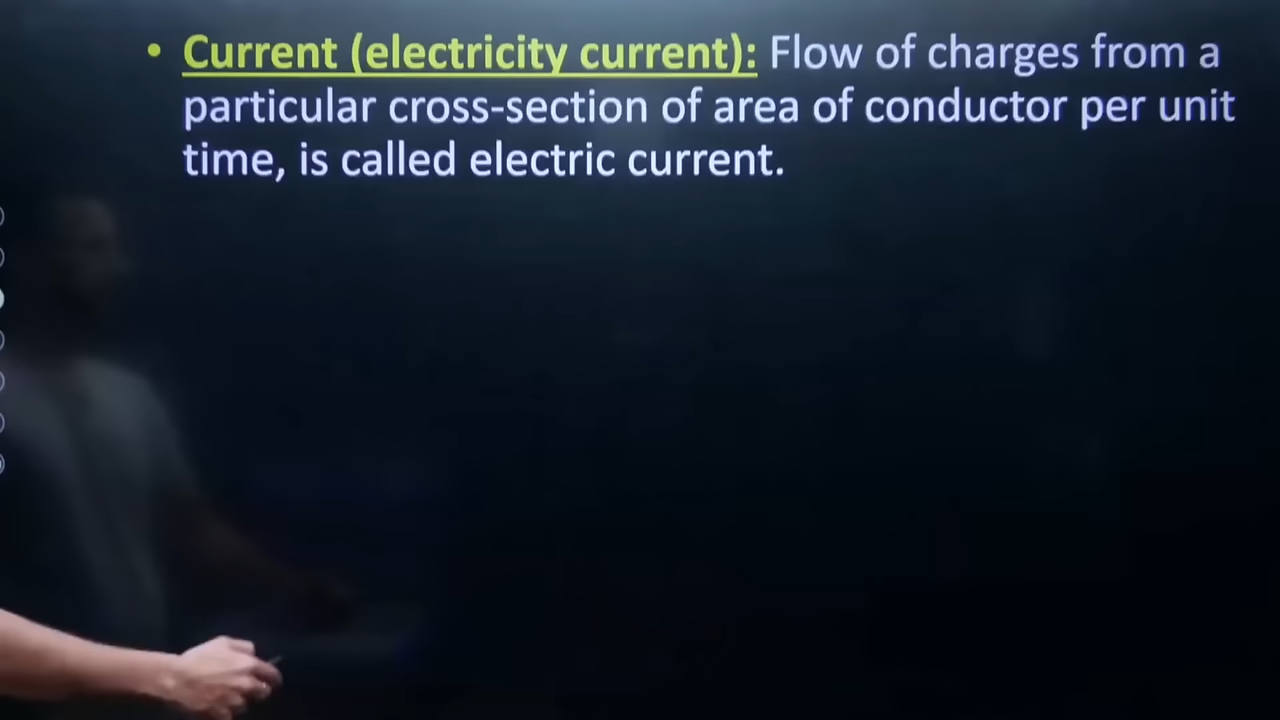 • Current (electricity current): Flow of charges from a
particular cross-section of area of conductor per unit
time, is called electric current.